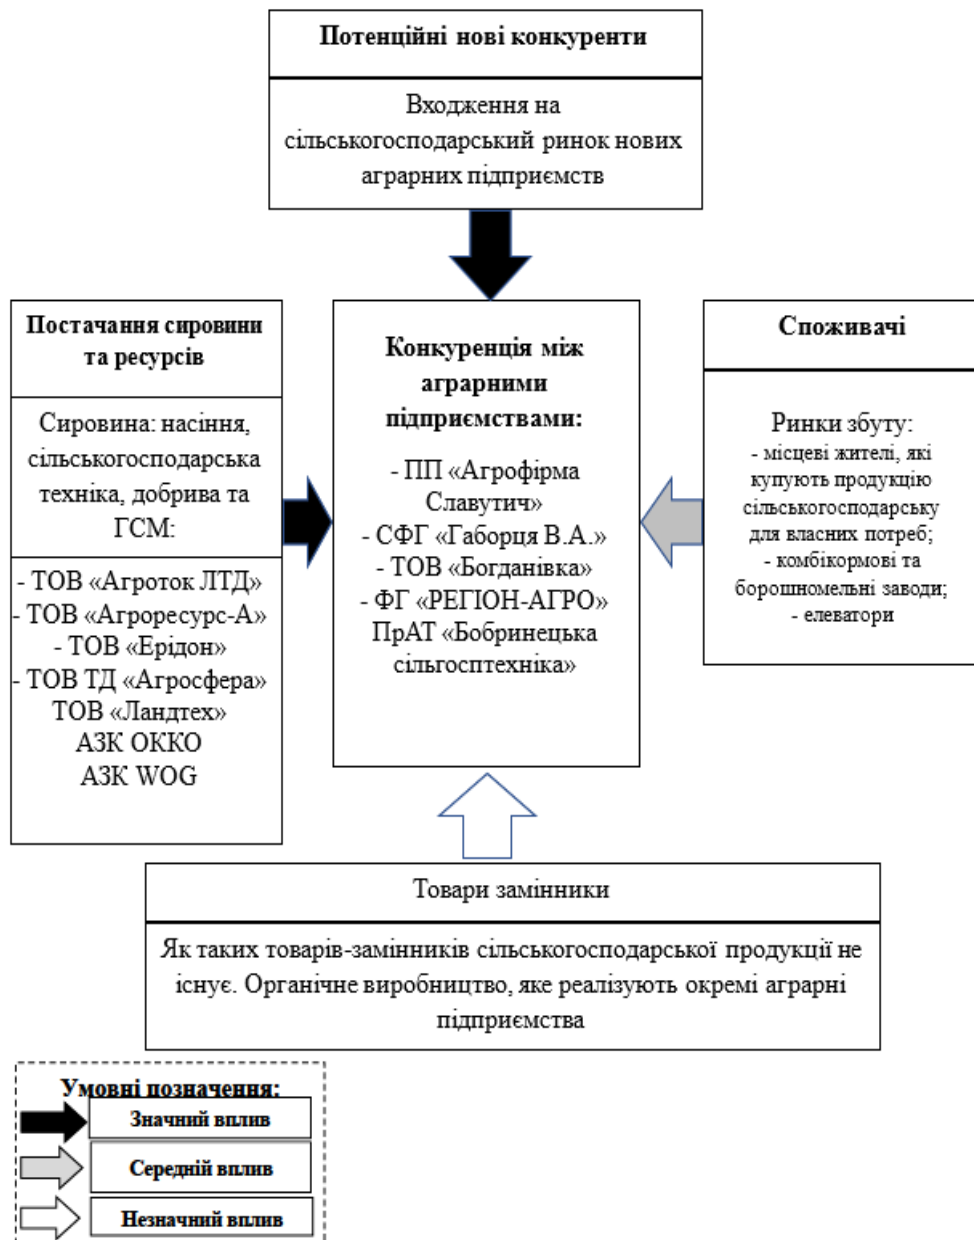 Потенційні нові конкуренти
Входження на
сільськогосподарський ринок нових
аграрних підприємств
Постачання сировини
та ресурсів
Сировина: насіння,
сільськогосподарська
техніка, добрива та
ГСМ:
- ТОВ «Агроток ЛТД»
- ТОВ «Агроресурс-А»
- ТОВ «Ерідон»
- ТОВ ТД «Агросфера»
ТОВ «Ландтех»
АЗК ОККО
АЗК WOG
Конкуренція між
аграрними
підприємствами:
- ПП «Агрофірма
Славутич»
- СФГ «Габорця В.А.»
- ТОВ «Богданівка»
- ФГ «РЕГІОН-АГРО»
ПрАТ «Бобринецька
сільгосптехніка»
Споживачі
Ринки збуту:
- місцеві жителі, які
купують продукцію
сільськогосподарську
для власних потреб;
- комбікормові та
борошномельні заводи;
- елеватори
Товари замінники
Як таких товарів-замінників сільськогосподарської продукції не
існує. Органічне виробництво, яке реалізують окремі аграрні
підприємства
Умовні позначення:
Значний вплив
Середній вплив
Незначний вплив